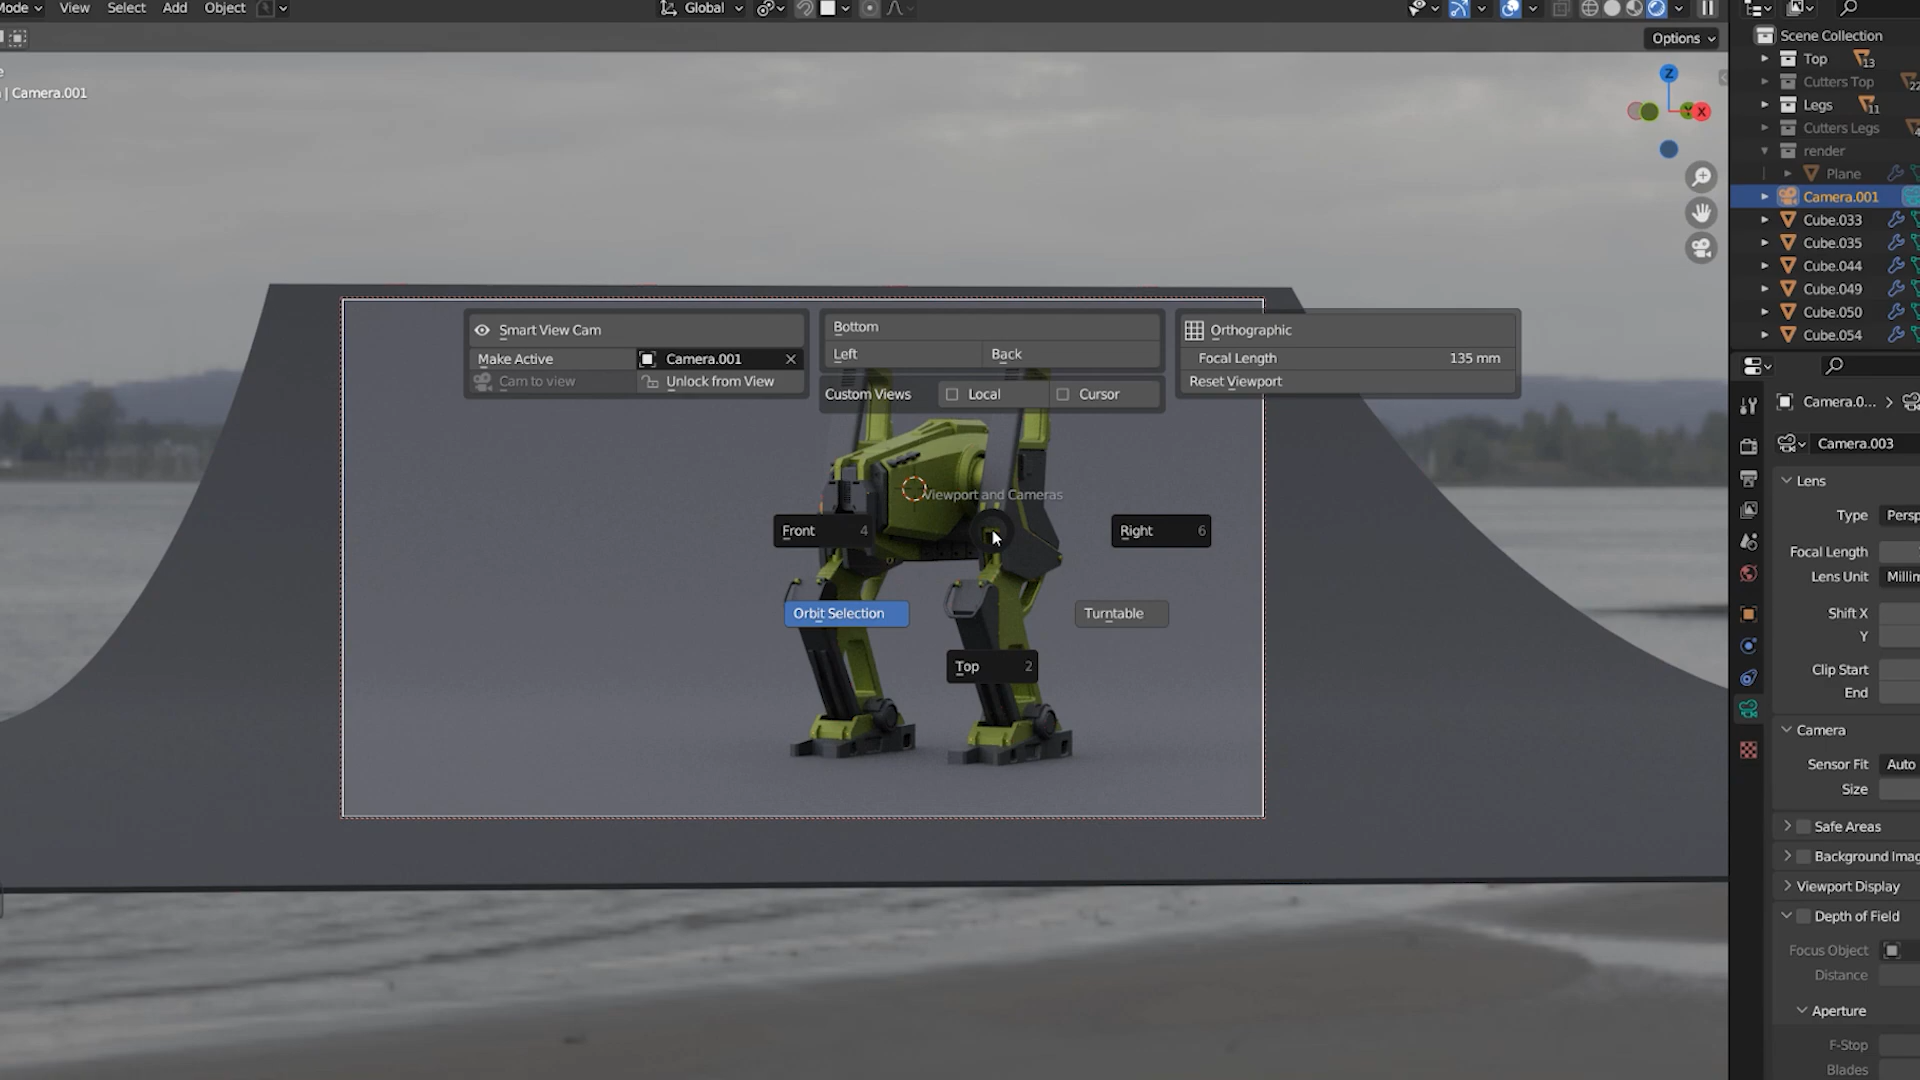 Mode View Select Add Object Global
Options
| Camera.001
Z
X
Scene Collection
Top 13
Cutters Top 22
Legs 11
Cutters Legs 4
render
Plane
Camera.001
Cube.033
Cube.035
Cube.044
Cube.049
Cube.050
Cube.054
Smart View Cam
Make Active Camera.001
Cam to view Unlock from View
Bottom
Left Back
Custom Views Local Cursor
Orthographic
Focal Length 135 mm
Reset Viewport
Viewport and Cameras
Front 4
Right 6
Orbit Selection
Turntable
Top 2
Camera.0...
Camera.003
Lens
Type Persp
Focal Length
Lens Unit Millin
Shift X
Y
Clip Start
End
Camera
Sensor Fit Auto
Size
Safe Areas
Background Imag
Viewport Display
Depth of Field
Focus Object
Distance
Aperture
F-Stop
Blades